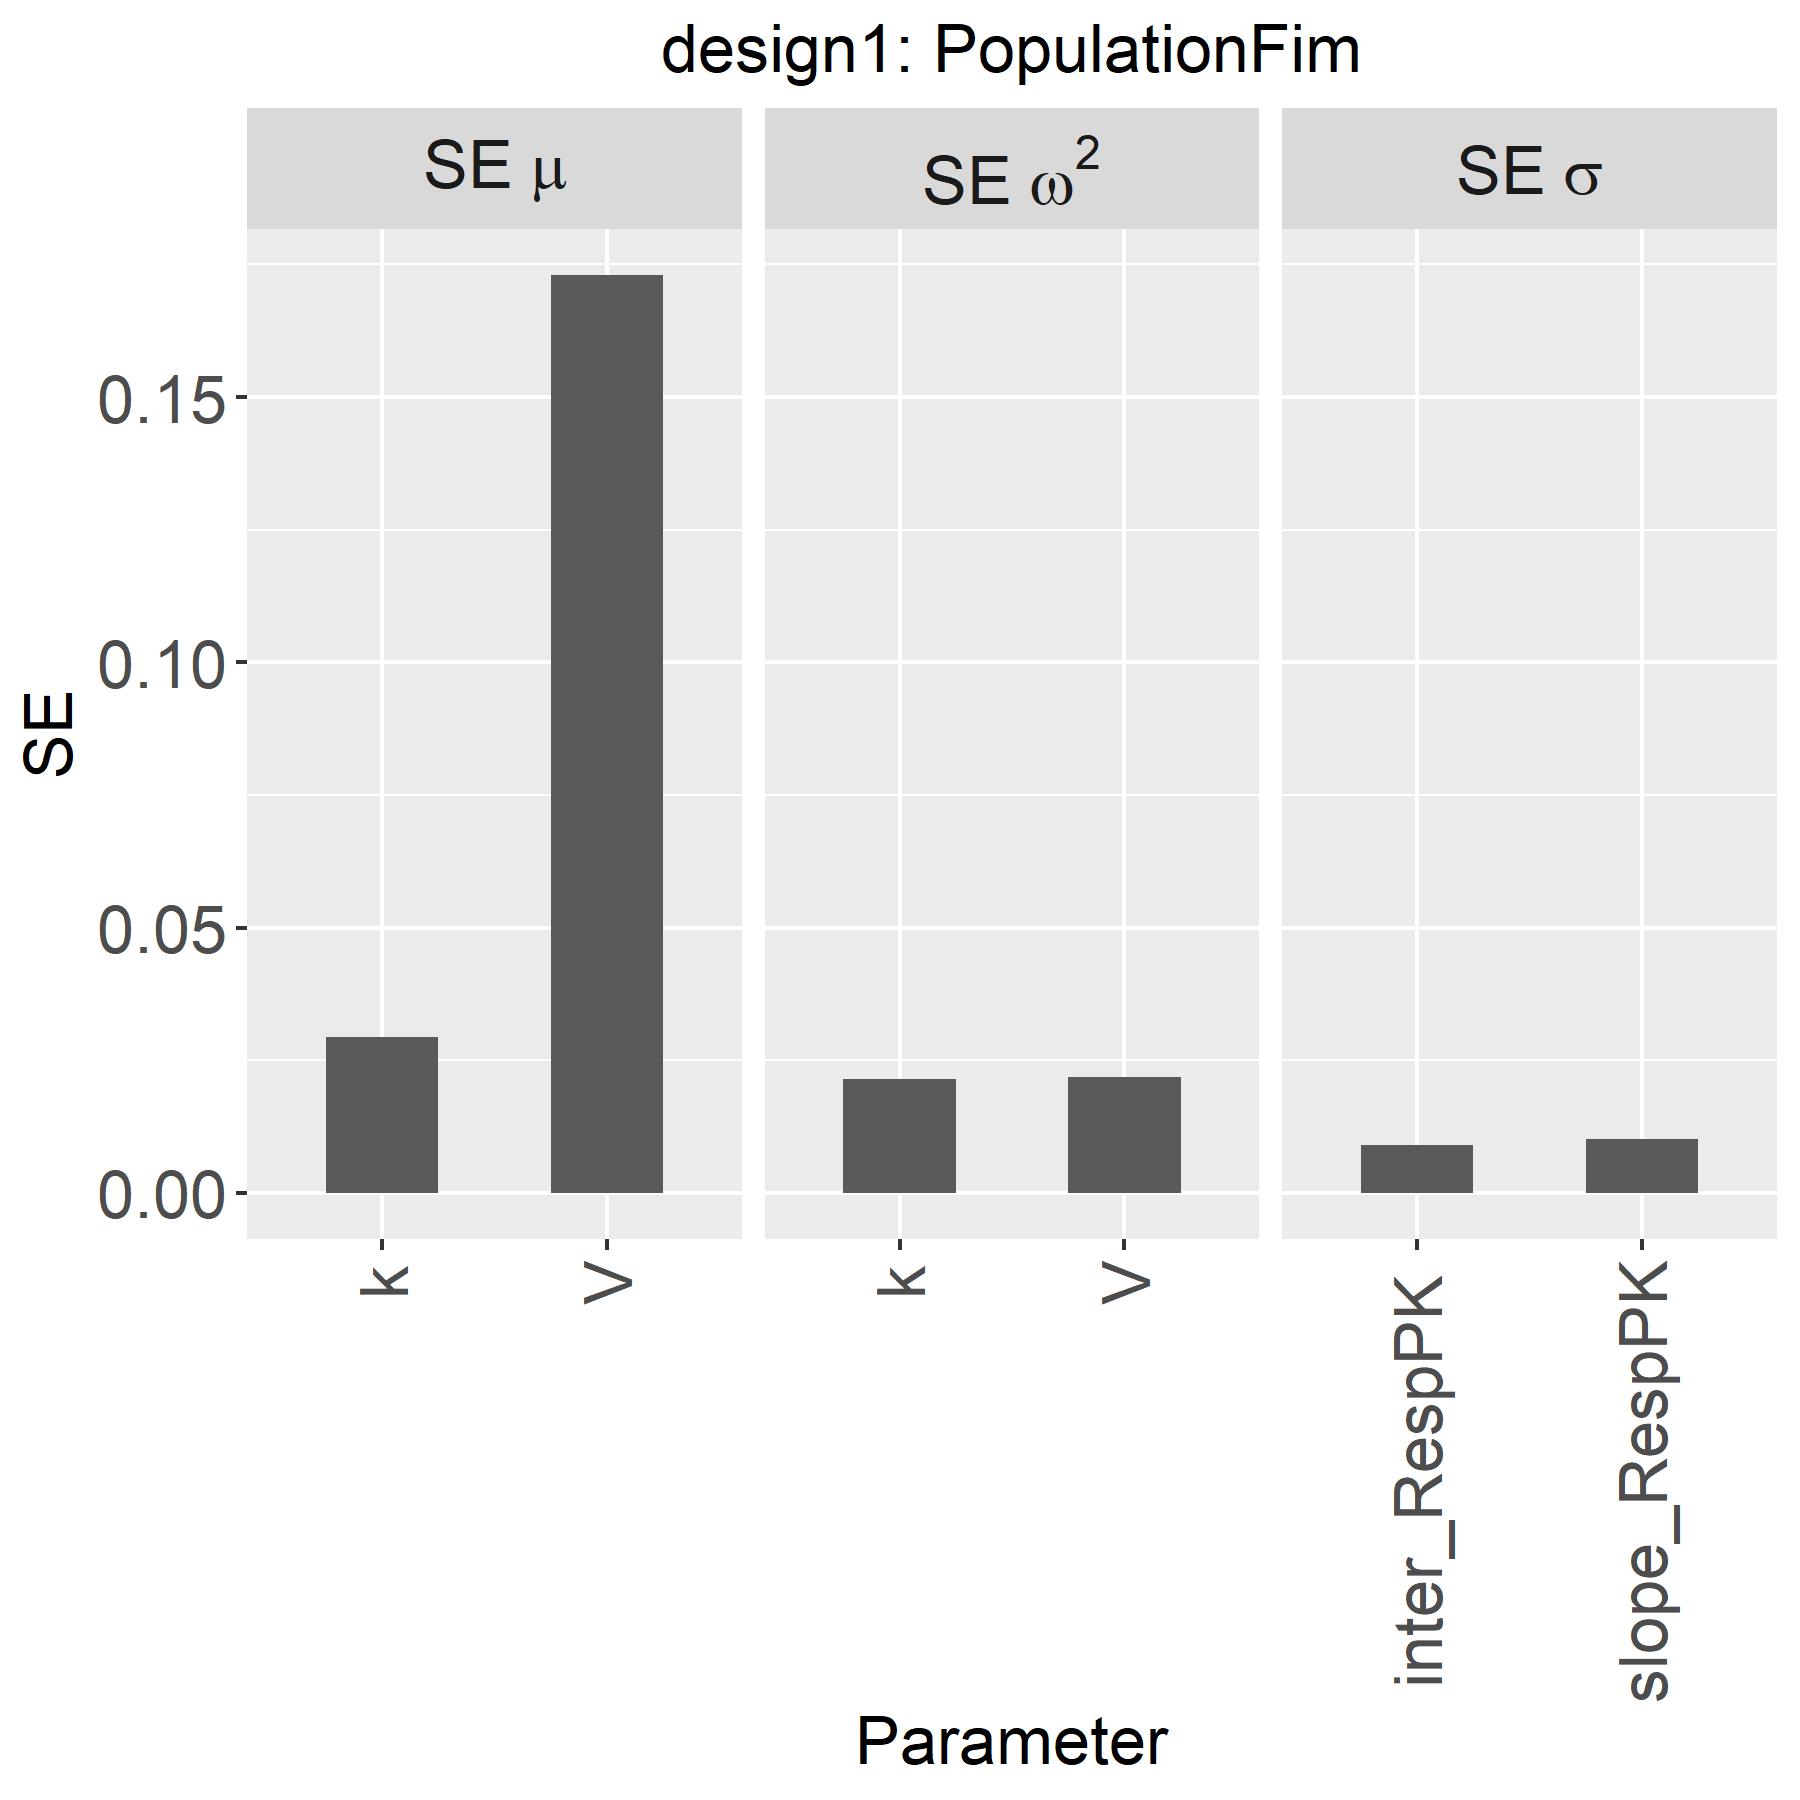 design1: PopulationFim
SE μ
SE ω²
SE σ
0.15
0.10
0.05
0.00
SE
k
V
k
V
inter_RespPK
slope_RespPK
Parameter